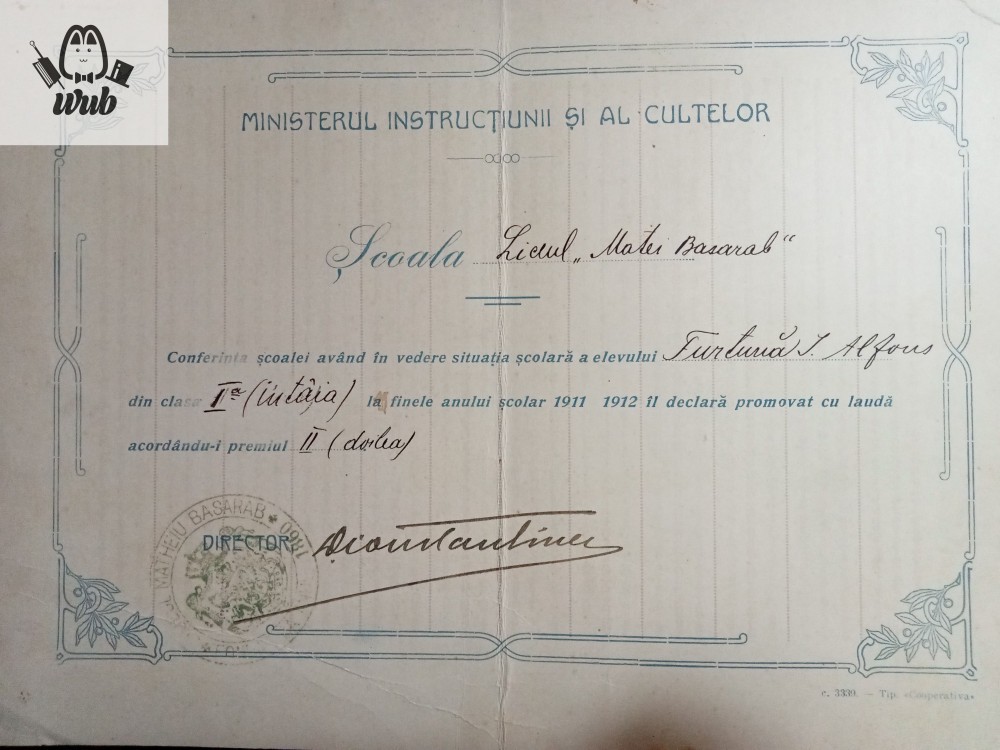 wub
MINISTERUL INSTRUCȚIUNII ȘI AL CULTELOR
Școala Liceul „Matei Basarab“
Conferința școalei având în vedere situația școlară a elevului Furtună I. Alfons
din clasa I-a (întâia) la finele anului școlar 1911 1912 îl declară promovat cu laudă
acordându-i premiul II (doilea)
MATHEIU BASARAB * 1860
DIRECTOR
c. 3339. — Tip. «Cooperativa»